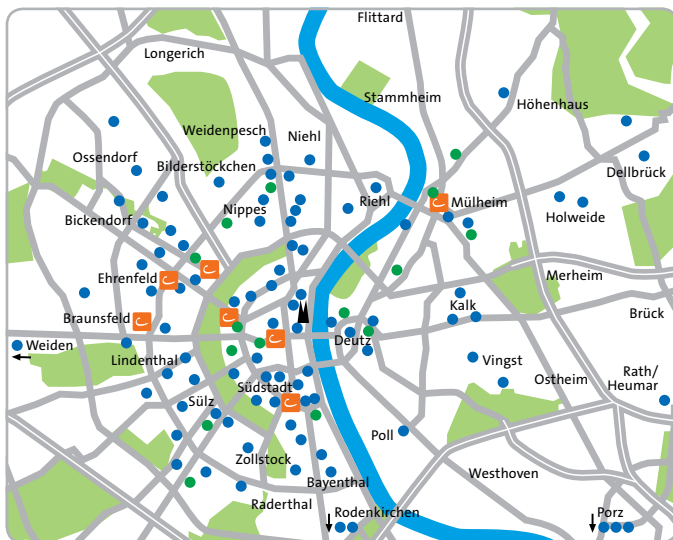 Flittard
Longerich
Stammheim
Höhenhaus
Weidenpesch
Niehl
Ossendorf
Bilderstöckchen
Dellbrück
Riehl
Mülheim
Nippes
Holweide
Bickendorf
Merheim
Ehrenfeld
Kalk
Brück
Braunsfeld
Deutz
Weiden
Lindenthal
Vingst
Rath/
Heumar
Ostheim
Südstadt
Sülz
Poll
Zollstock
Westhoven
Bayenthal
Raderthal
Rodenkirchen
Porz